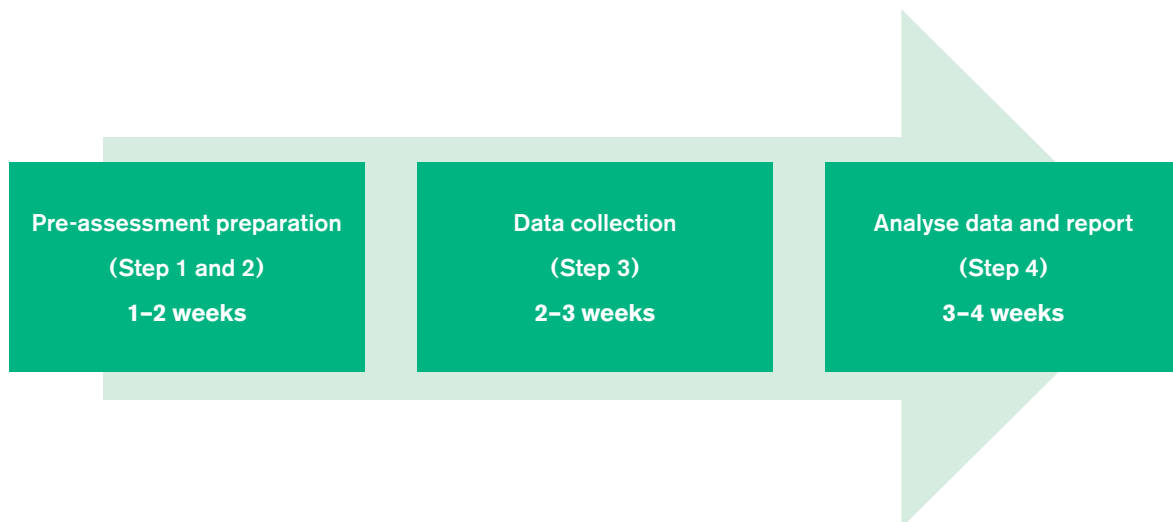 Pre-assessment preparation
(Step 1 and 2)
1–2 weeks
Data collection
(Step 3)
2–3 weeks
Analyse data and report
(Step 4)
3–4 weeks